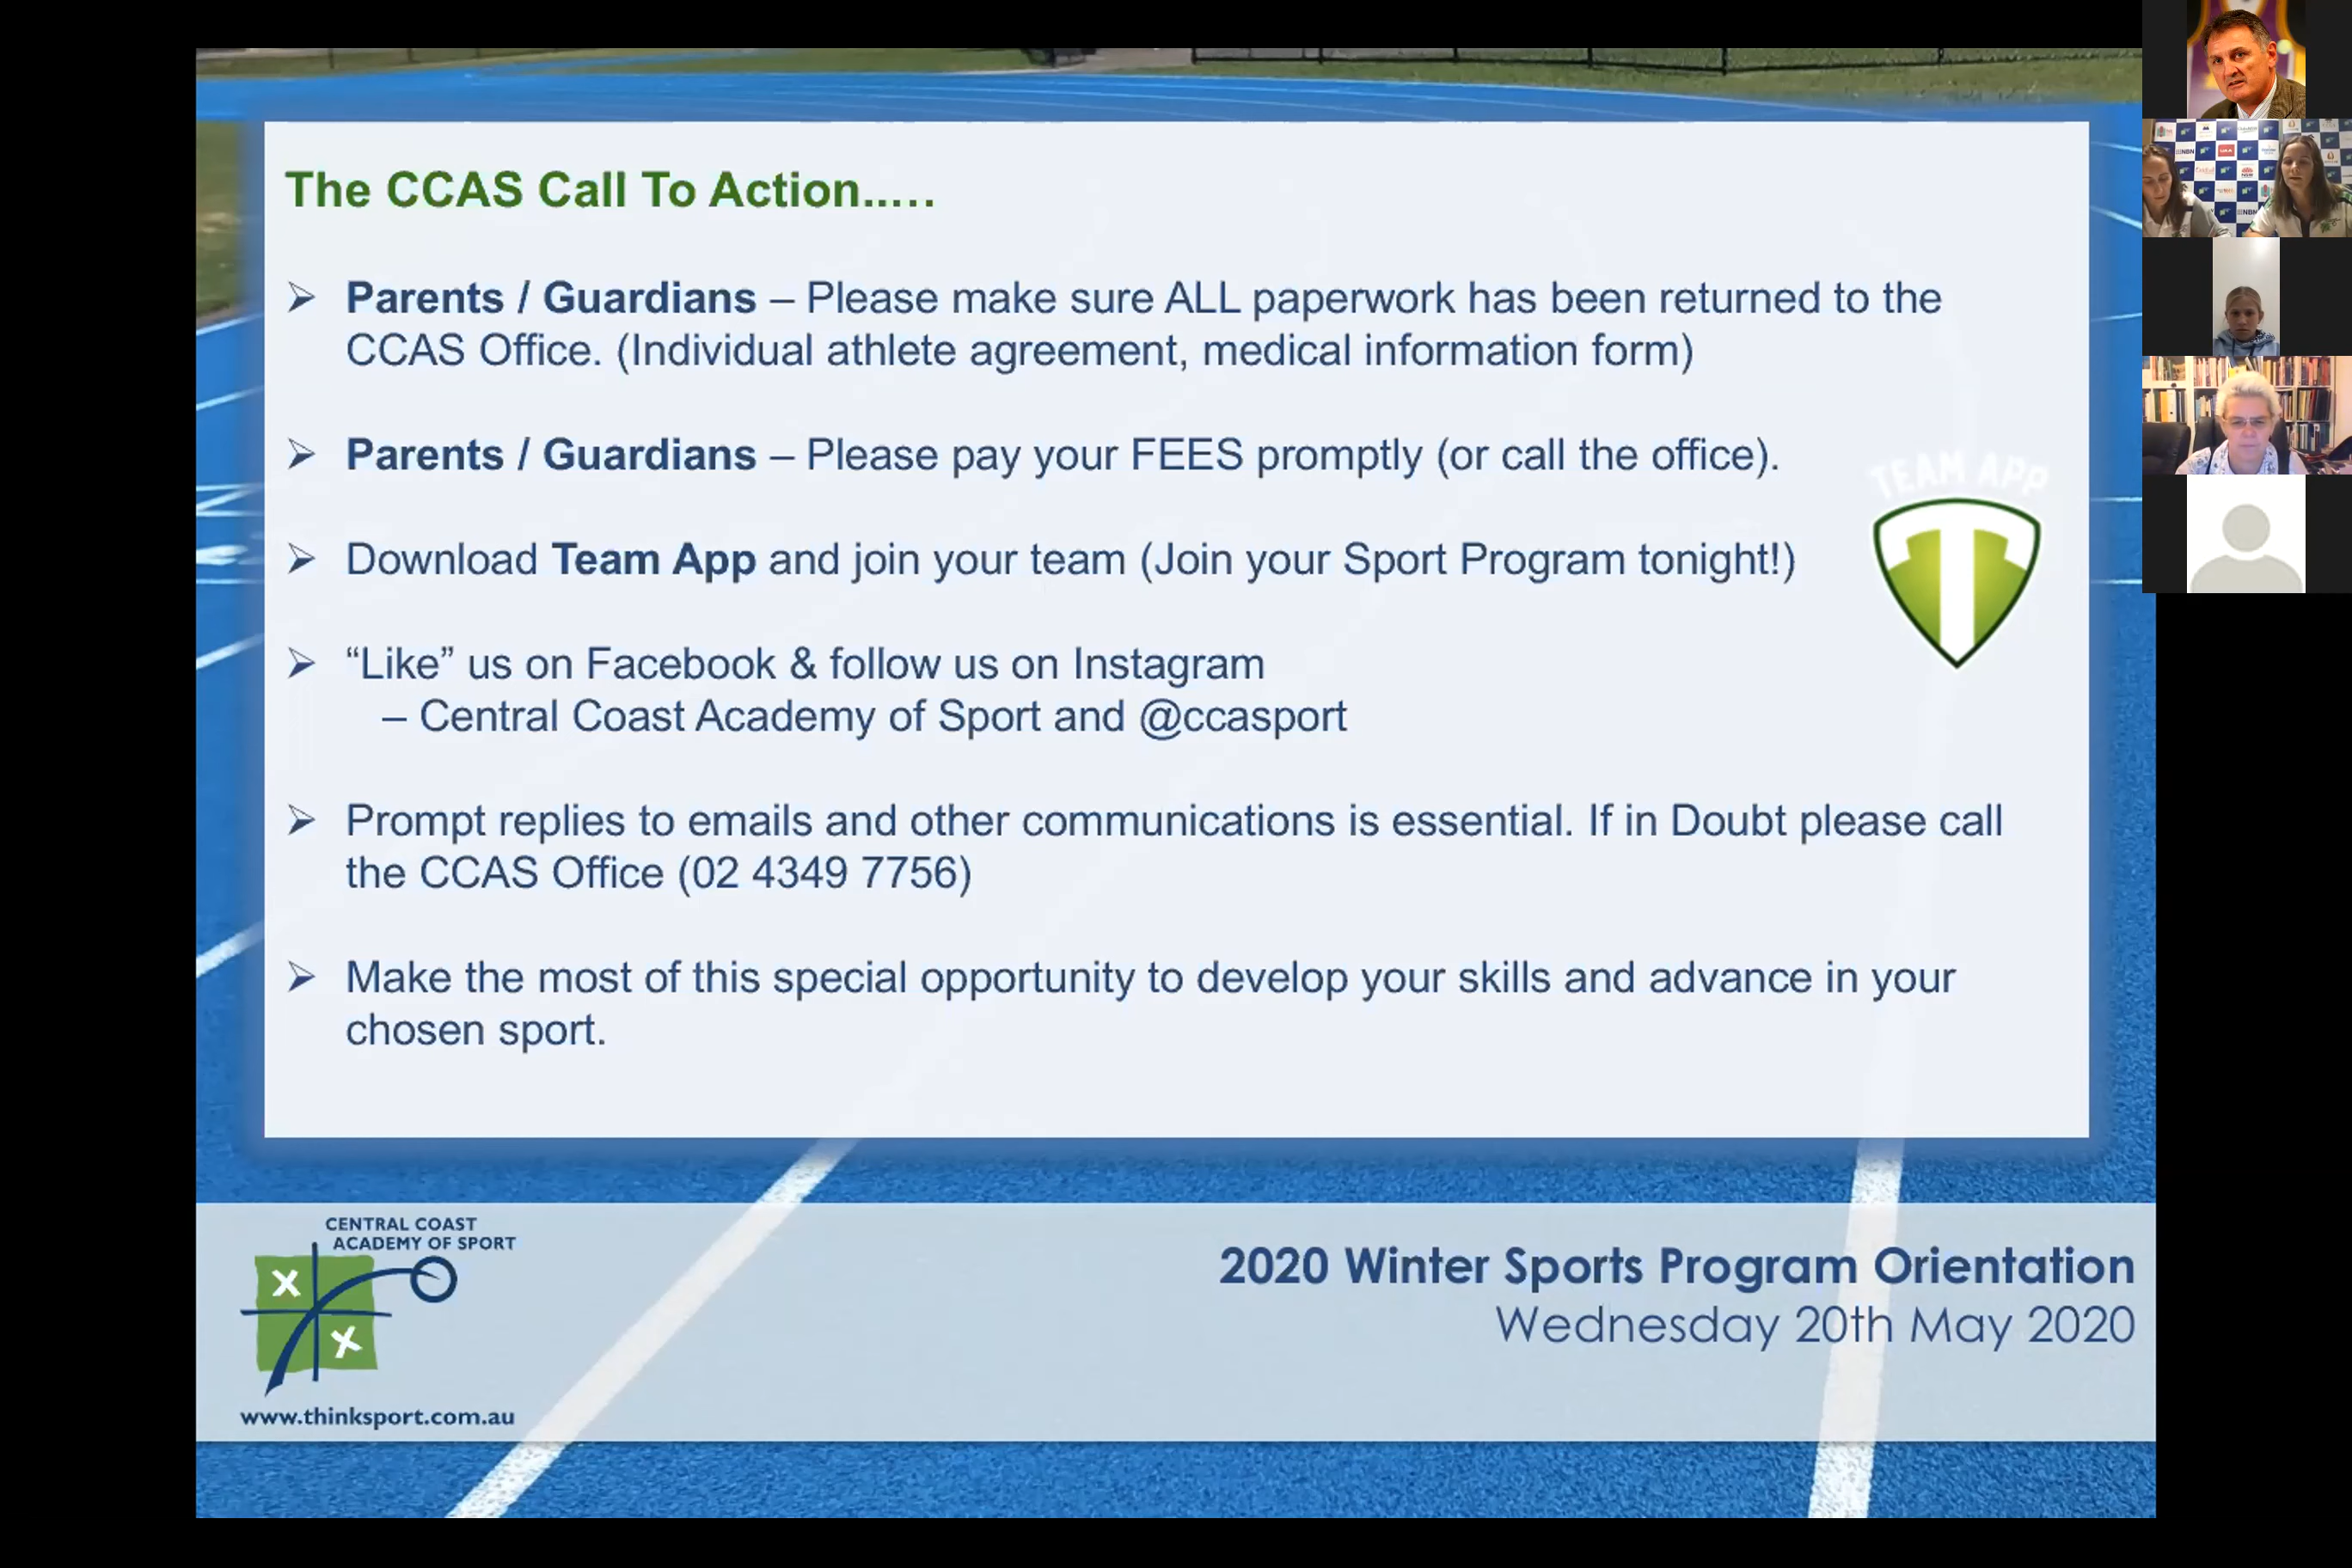 The CCAS Call To Action…..
➢ Parents / Guardians – Please make sure ALL paperwork has been returned to the
CCAS Office. (Individual athlete agreement, medical information form)
➢ Parents / Guardians – Please pay your FEES promptly (or call the office).
TEAM APP
➢ Download Team App and join your team (Join your Sport Program tonight!)
➢ “Like” us on Facebook & follow us on Instagram
– Central Coast Academy of Sport and @ccasport
➢ Prompt replies to emails and other communications is essential. If in Doubt please call
the CCAS Office (02 4349 7756)
➢ Make the most of this special opportunity to develop your skills and advance in your
chosen sport.
CENTRAL COAST
ACADEMY OF SPORT
www.thinksport.com.au
2020 Winter Sports Program Orientation
Wednesday 20th May 2020